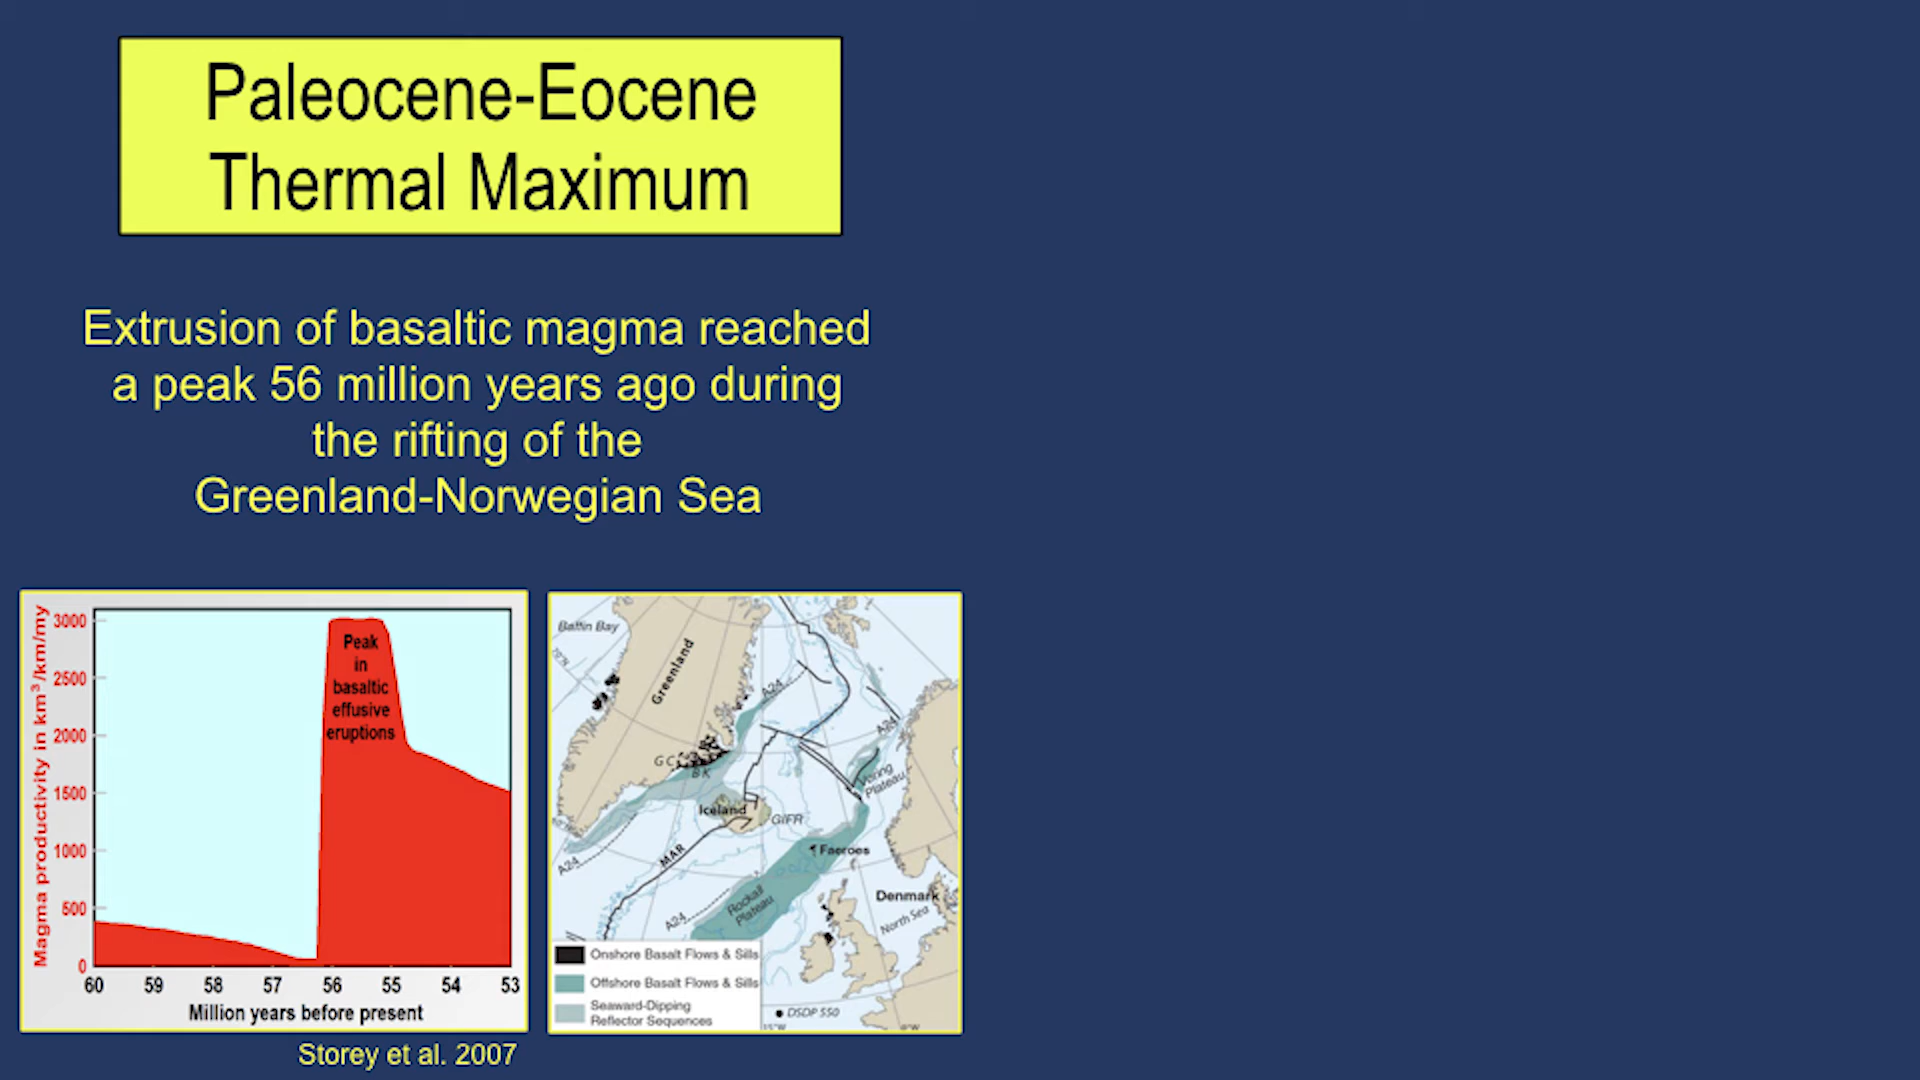 Paleocene-Eocene
Thermal Maximum
Extrusion of basaltic magma reached
a peak 56 million years ago during
the rifting of the
Greenland-Norwegian Sea
Magma productivity in km³/km/my
3000
2500
2000
1500
1000
500
0
Peak
in
basaltic
effusive
eruptions
60 59 58 57 56 55 54 53
Million years before present
Storey et al. 2007
Baffin Bay
Greenland
A24
A24
GC
BK
Vøring
Plateau
Iceland
GIFR
MAR
Faeroes
A24
Rockall
Plateau
A24
Denmark
North Sea
Onshore Basalt Flows & Sills
Offshore Basalt Flows & Sills
Seaward-Dipping
Reflector Sequences
DSDP 550